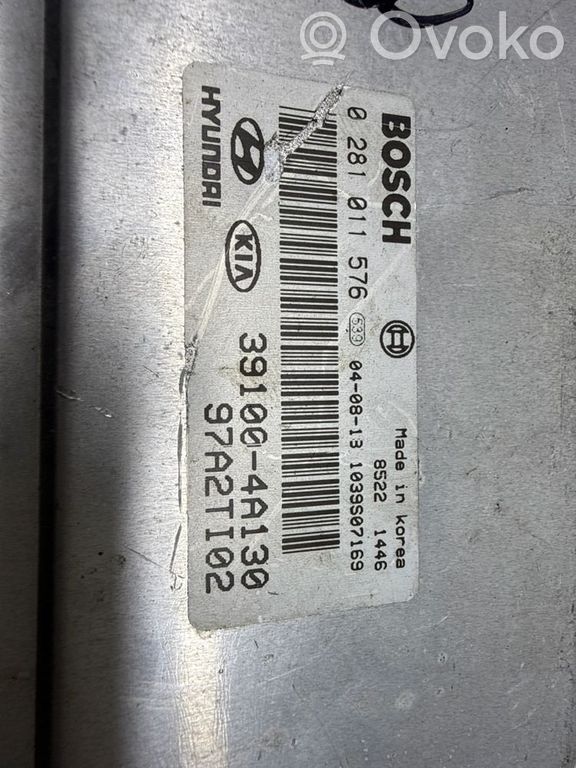 Ovoko
BOSCH
0 281 011 576
539
04-08-13 1039S07169
Made in Korea
8522 1446
HYUNDAI
KIA
39100-4A130
97A2TI02